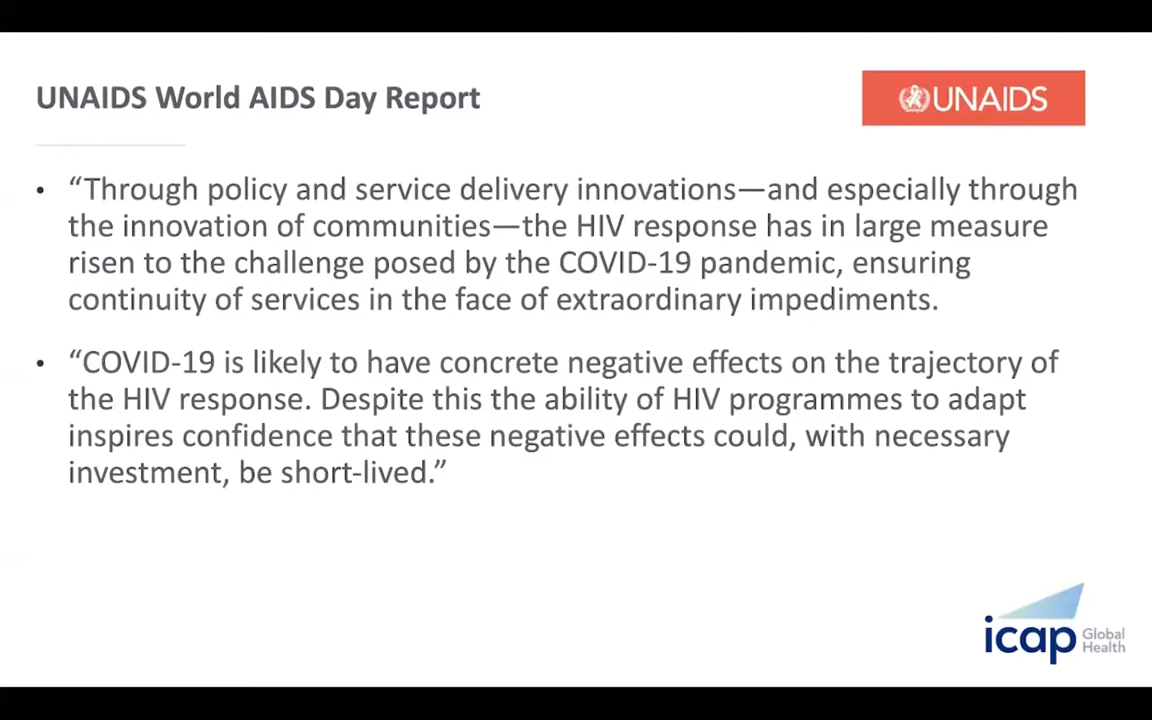 UNAIDS World AIDS Day Report
UNAIDS
• “Through policy and service delivery innovations—and especially through
the innovation of communities—the HIV response has in large measure
risen to the challenge posed by the COVID-19 pandemic, ensuring
continuity of services in the face of extraordinary impediments.
• “COVID-19 is likely to have concrete negative effects on the trajectory of
the HIV response. Despite this the ability of HIV programmes to adapt
inspires confidence that these negative effects could, with necessary
investment, be short-lived.”
icap Global
Health